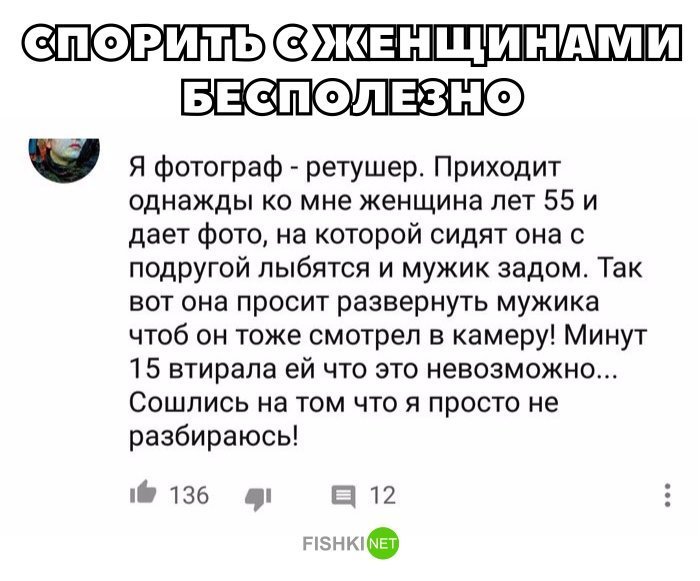 СПОРИТЬ С ЖЕНЩИНАМИ
БЕСПОЛЕЗНО
Я фотограф - ретушер. Приходит
однажды ко мне женщина лет 55 и
дает фото, на которой сидят она с
подругой лыбятся и мужик задом. Так
вот она просит развернуть мужика
чтоб он тоже смотрел в камеру! Минут
15 втирала ей что это невозможно...
Сошлись на том что я просто не
разбираюсь!
136 12
FISHKINET